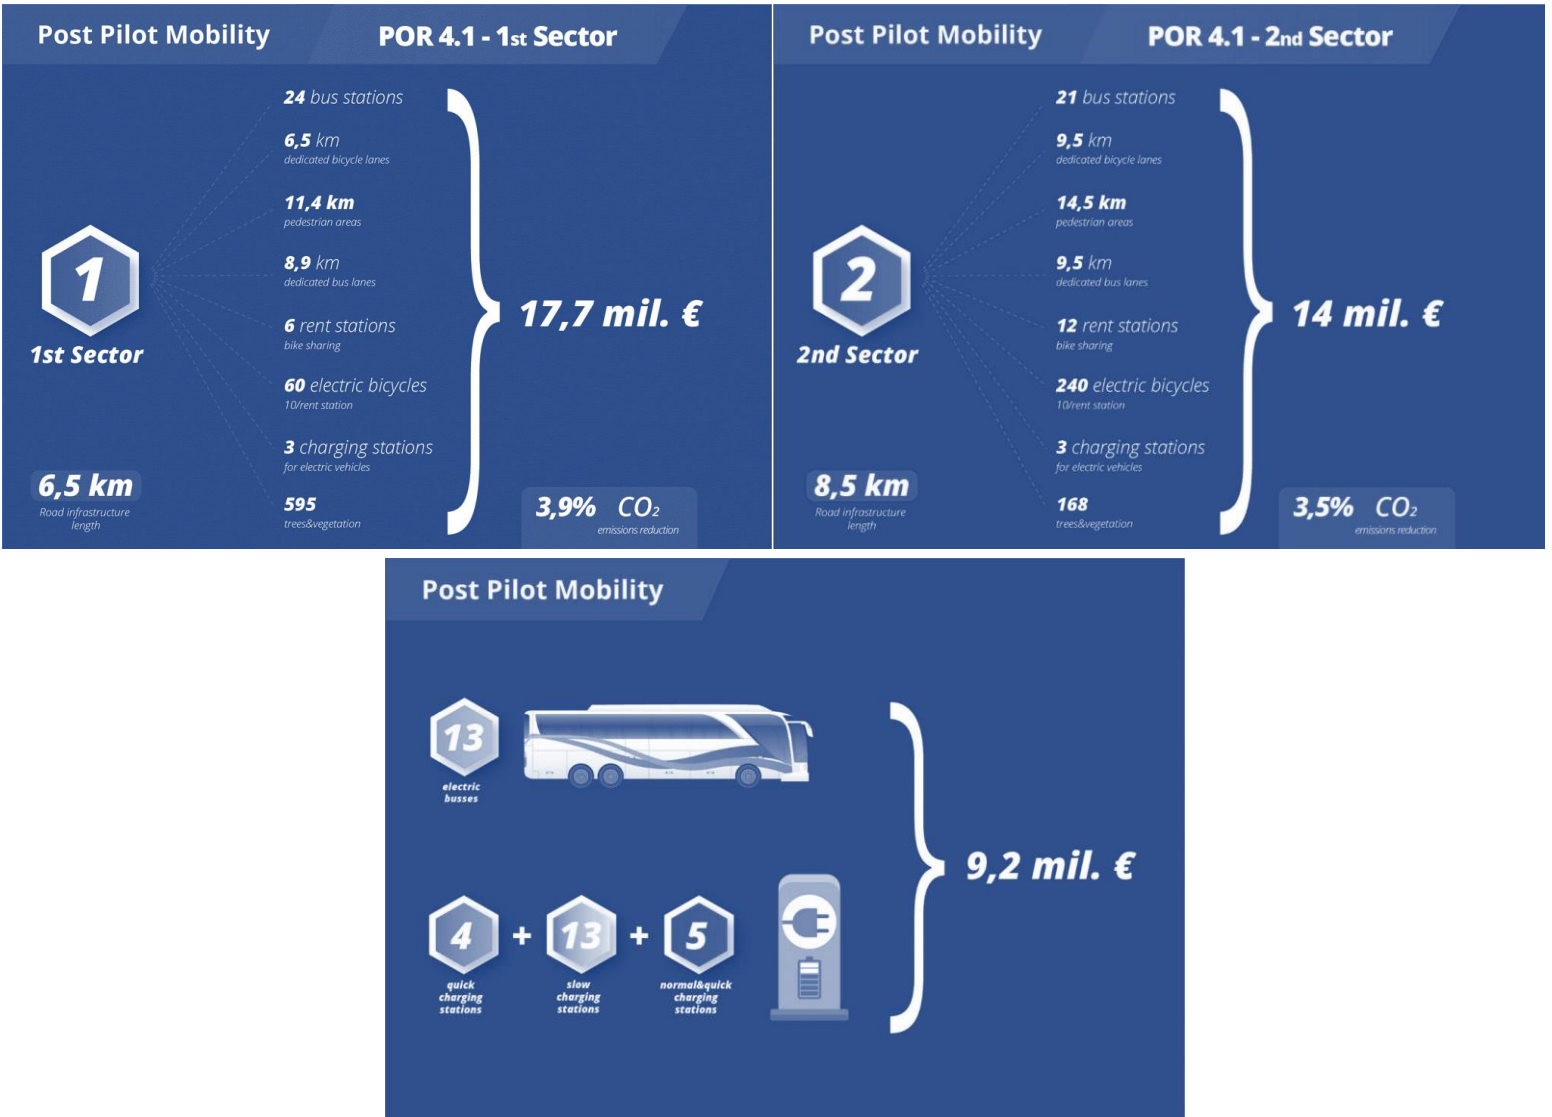 Post Pilot Mobility
POR 4.1 - 1st Sector
24 bus stations
6,5 km
dedicated bicycle lanes
11,4 km
pedestrian areas
8,9 km
dedicated bus lanes
6 rent stations
bike sharing
60 electric bicycles
10/rent station
3 charging stations
for electric vehicles
595
trees&vegetation
1
1st Sector
6,5 km
Road infrastructure
length
17,7 mil. €
3,9% CO2
emissions reduction
Post Pilot Mobility
POR 4.1 - 2nd Sector
21 bus stations
9,5 km
dedicated bicycle lanes
14,5 km
pedestrian areas
9,5 km
dedicated bus lanes
12 rent stations
bike sharing
240 electric bicycles
10/rent station
3 charging stations
for electric vehicles
168
trees&vegetation
2
2nd Sector
8,5 km
Road infrastructure
length
14 mil. €
3,5% CO2
emissions reduction
Post Pilot Mobility
13
electric
busses
4 + 13 + 5
quick
charging
stations
slow
charging
stations
normal&quick
charging
stations
9,2 mil. €